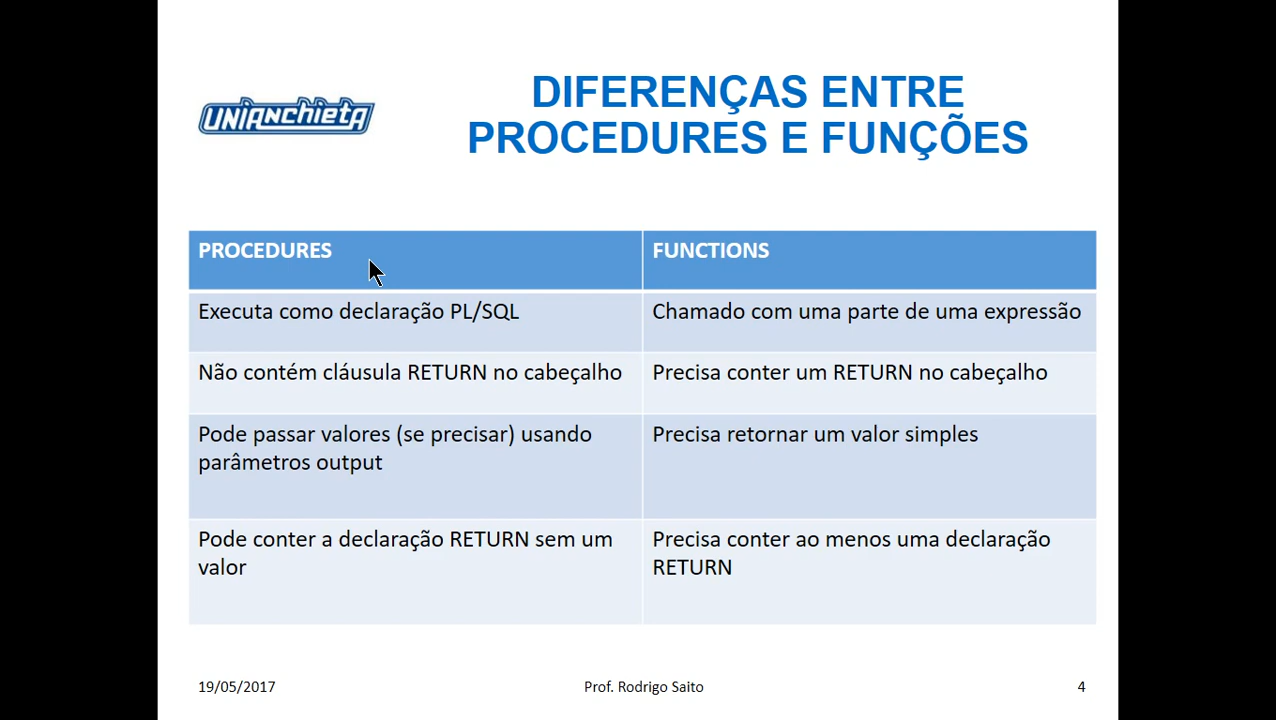 UNIANCHIETA
DIFERENÇAS ENTRE
PROCEDURES E FUNÇÕES
PROCEDURES
FUNCTIONS
Executa como declaração PL/SQL
Chamado com uma parte de uma expressão
Não contém cláusula RETURN no cabeçalho
Precisa conter um RETURN no cabeçalho
Pode passar valores (se precisar) usando
parâmetros output
Precisa retornar um valor simples
Pode conter a declaração RETURN sem um
valor
Precisa conter ao menos uma declaração
RETURN
19/05/2017
Prof. Rodrigo Saito
4